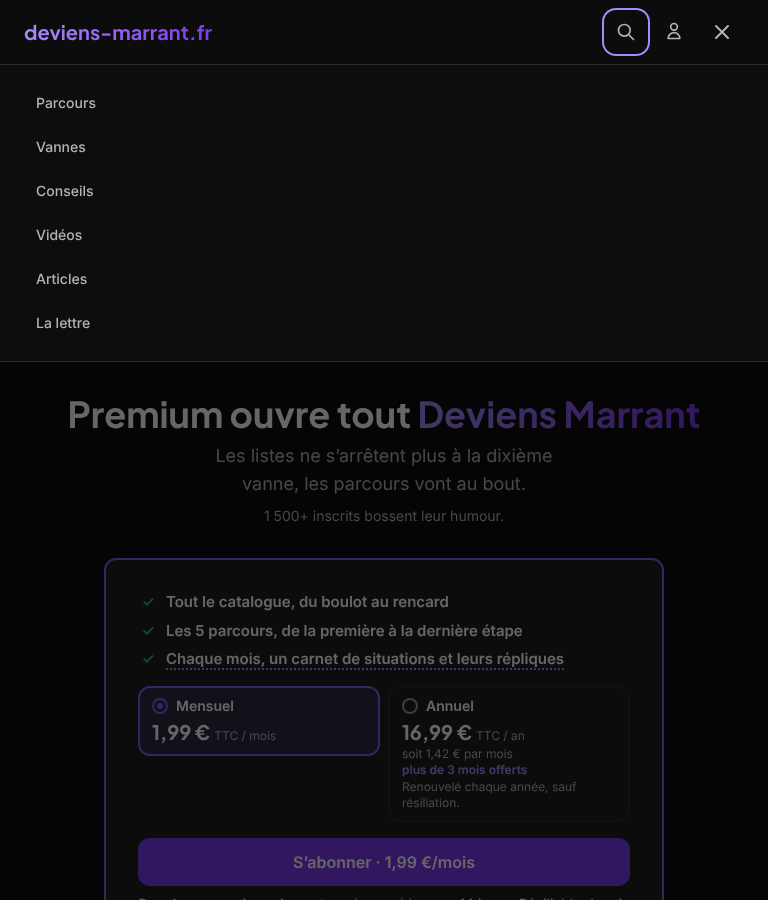 deviens-marrant.fr
Parcours
Vannes
Conseils
Vidéos
Articles
La lettre
Premium ouvre tout Deviens Marrant
Les listes ne s’arrêtent plus à la dixième
vanne, les parcours vont au bout.
1 500+ inscrits bossent leur humour.
Tout le catalogue, du boulot au rencard
Les 5 parcours, de la première à la dernière étape
Chaque mois, un carnet de situations et leurs répliques
Mensuel
1,99 € TTC / mois
Annuel
16,99 € TTC / an
soit 1,42 € par mois
plus de 3 mois offerts
Renouvelé chaque année, sauf
résiliation.
S’abonner · 1,99 €/mois